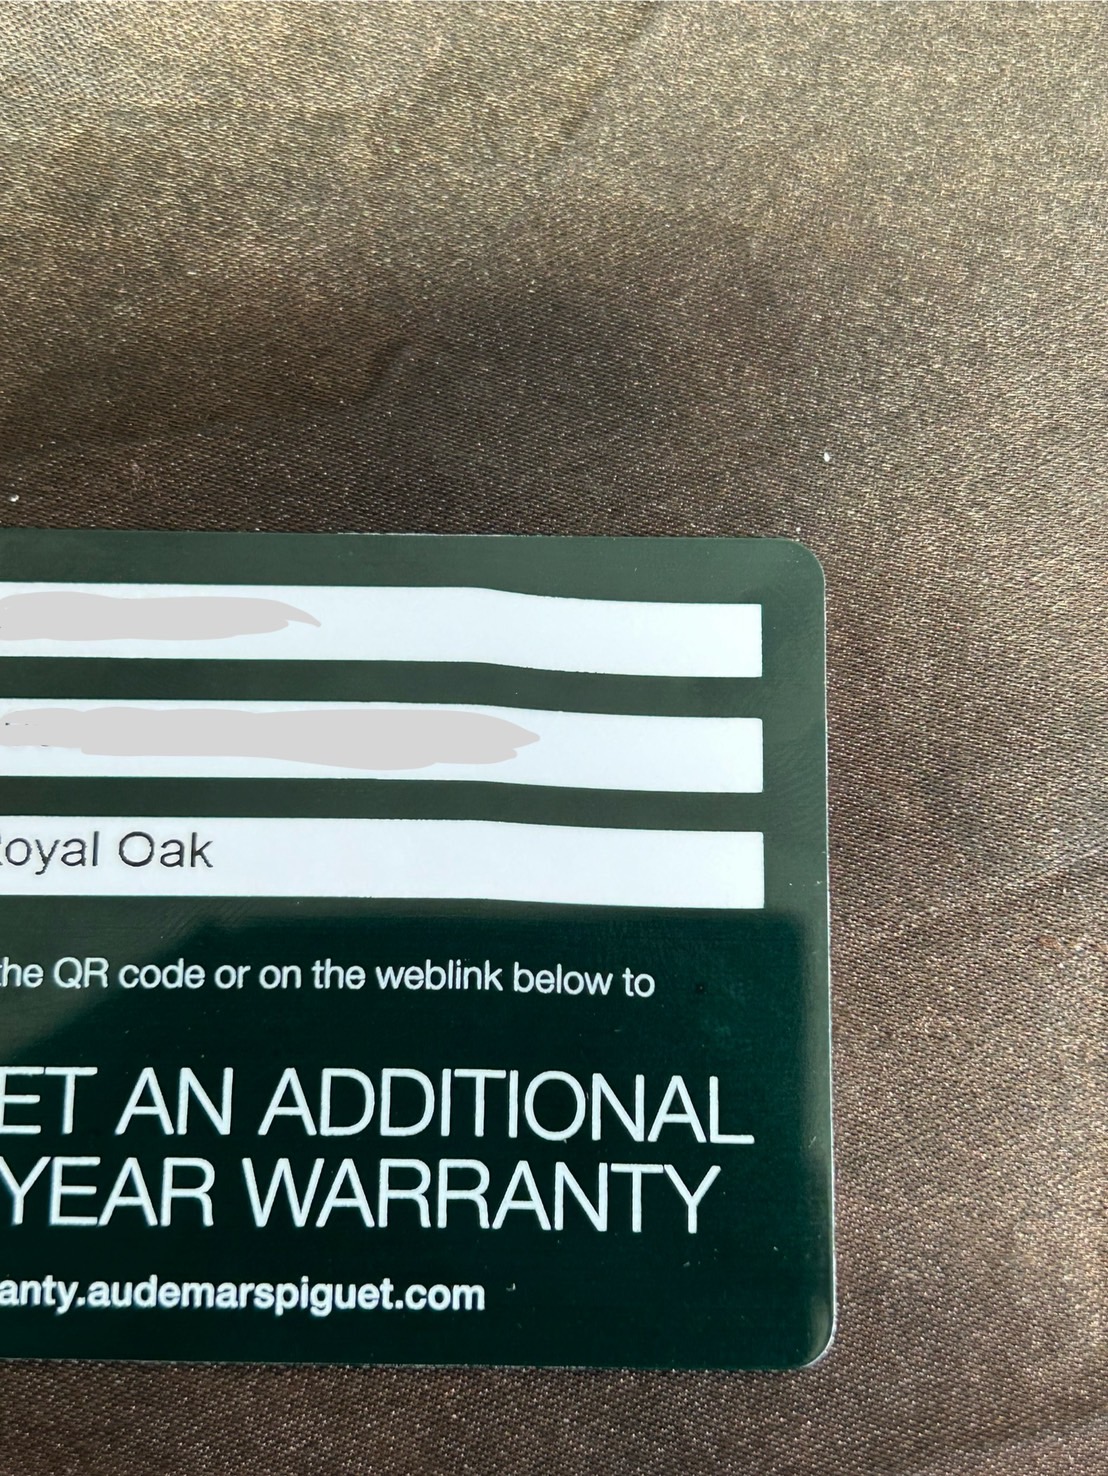 Royal Oak
the QR code or on the weblink below to
ET AN ADDITIONAL
YEAR WARRANTY
anty.audemarspiguet.com